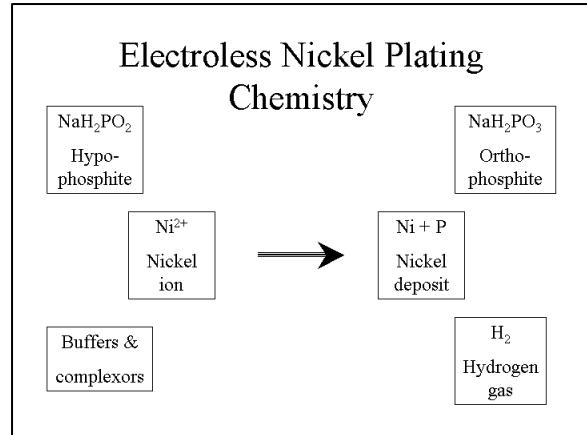 Electroless Nickel Plating
Chemistry
NaH₂PO₂
Hypo-
phosphite
NaH₂PO₃
Ortho-
phosphite
Ni²⁺
Nickel
ion
Ni + P
Nickel
deposit
Buffers &
complexors
H₂
Hydrogen
gas